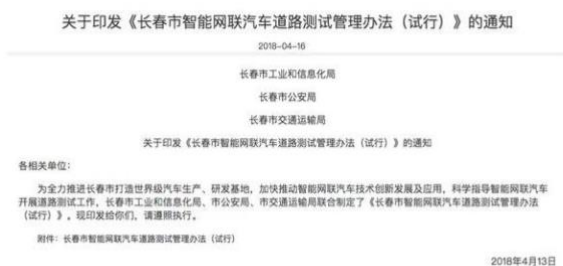 关于印发《长春市智能网联汽车道路测试管理办法（试行）》的通知
2018-04-16
长春市工业和信息化局
长春市公安局
长春市交通运输局
关于印发《长春市智能网联汽车道路测试管理办法（试行）》的通知
各相关单位：
为全力推进长春市打造世界级汽车生产、研发基地，加快推动智能网联汽车技术创新发展及应用，科学指导智能网联汽车
开展道路测试工作，长春市工业和信息化局、市公安局、市交通运输局联合制定了《长春市智能网联汽车道路测试管理办法
（试行）》。现印发给你们，请遵照执行。
附件：长春市智能网联汽车道路测试管理办法（试行）
2018年4月13日